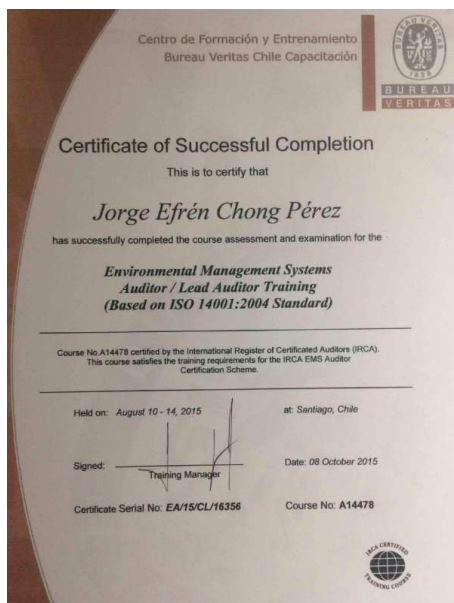 Centro de Formación y Entrenamiento
Bureau Veritas Chile Capacitación
BUREAU VERITAS
1828
BUREAU
VERITAS
Certificate of Successful Completion
This is to certify that
Jorge Efrén Chong Pérez
has successfully completed the course assessment and examination for the
Environmental Management Systems
Auditor / Lead Auditor Training
(Based on ISO 14001:2004 Standard)
Course No.A14478 certified by the International Register of Certificated Auditors (IRCA).
This course satisfies the training requirements for the IRCA EMS Auditor
Certification Scheme.
Held on: August 10 - 14, 2015 at: Santiago, Chile
Signed: Date: 08 October 2015
Training Manager
Certificate Serial No: EA/15/CL/16356 Course No: A14478
IRCA CERTIFIED
TRAINING COURSE